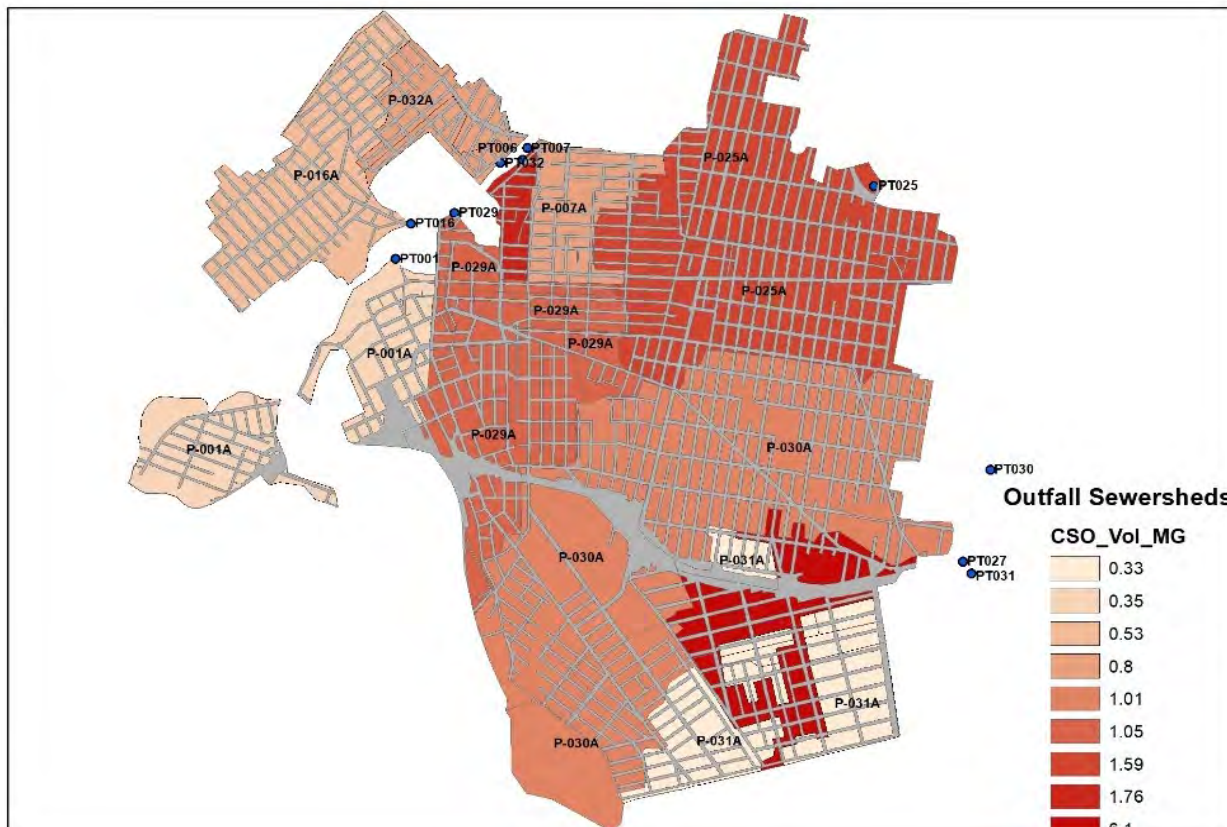 P-032A
PT006
PT007
PT032
P-025A
P-016A
PT025
P-007A
PT029
PT016
PT001
P-029A
P-025A
P-029A
P-029A
P-001A
P-029A
P-001A
P-030A
PT030
Outfall Sewersheds
CSO_Vol_MG
P-030A
P-031A
PT027
PT031
0.33
0.35
0.53
0.8
1.01
1.05
1.59
1.76
P-031A
P-031A
P-030A